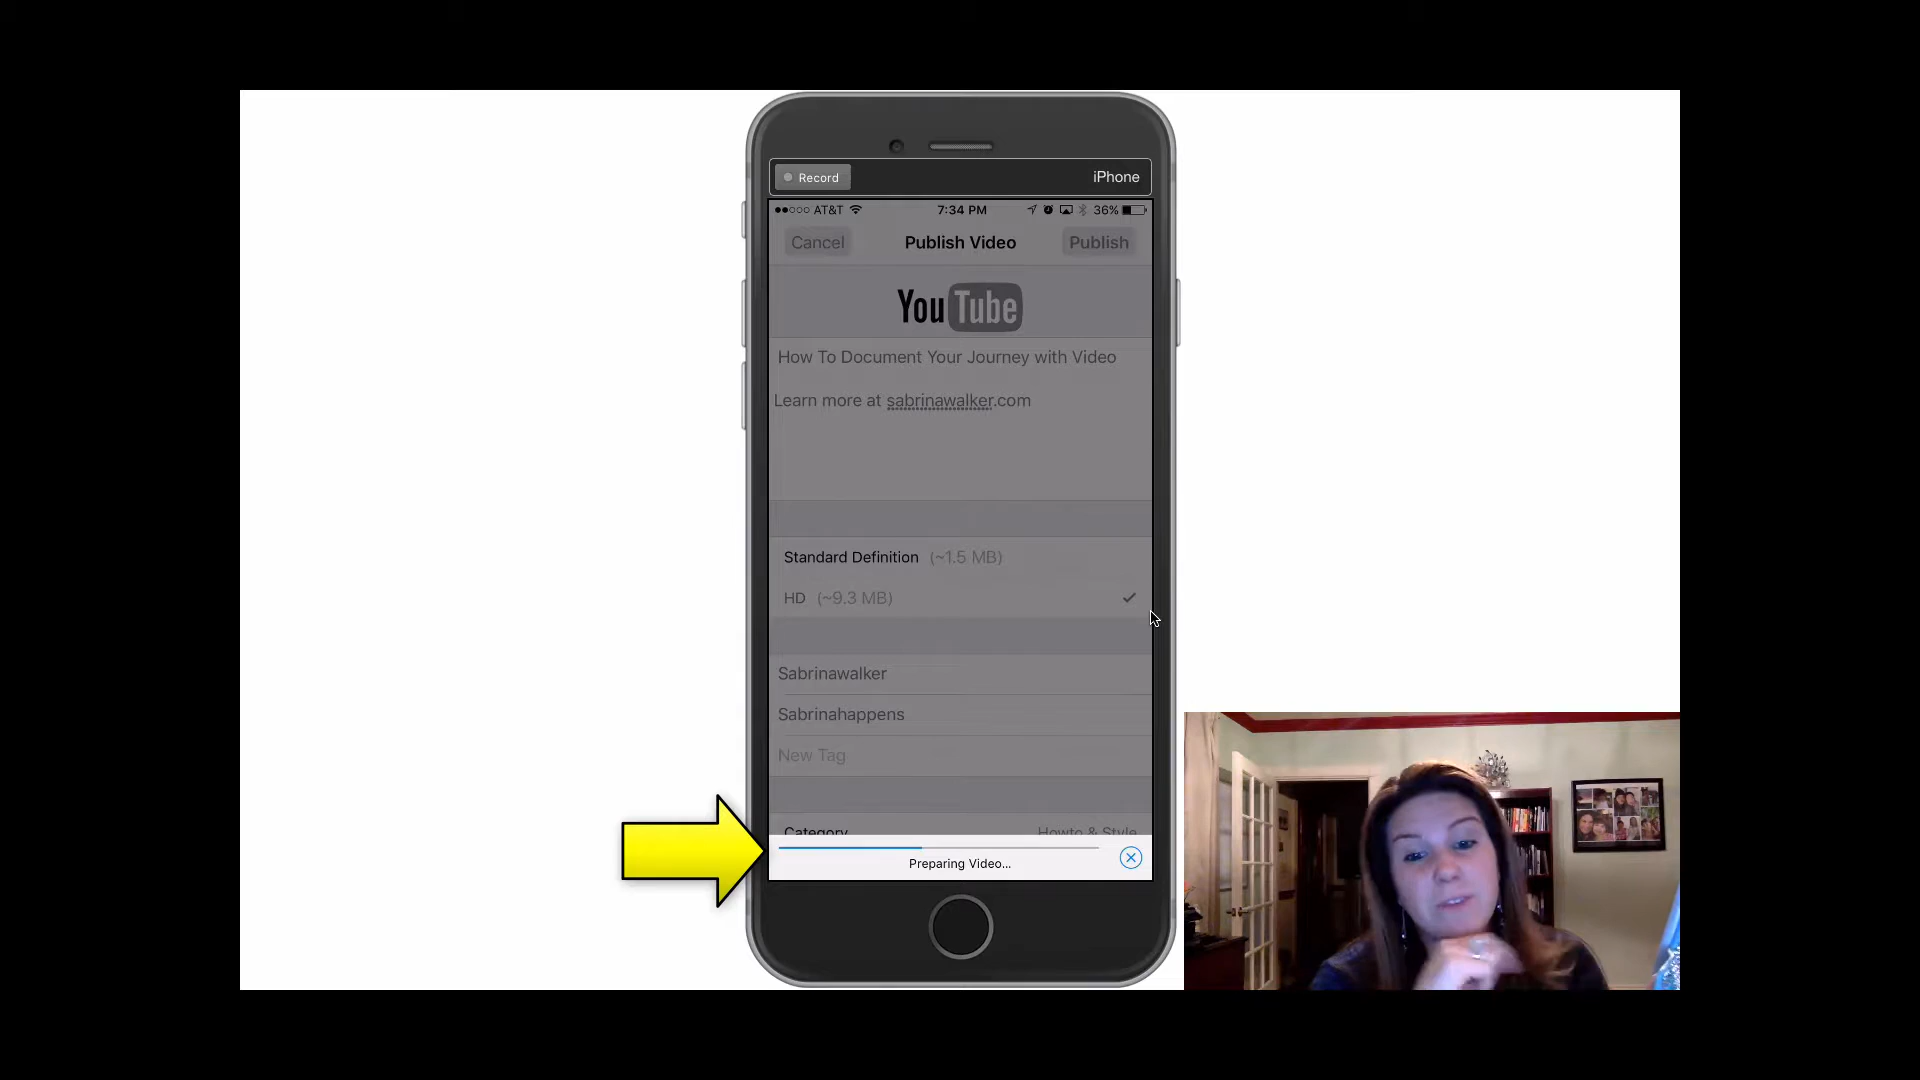 Record
iPhone
AT&T 7:34 PM 36%
Cancel Publish Video Publish
YouTube
How To Document Your Journey with Video
Learn more at sabrinawalker.com
Standard Definition (~1.5 MB)
HD (~9.3 MB)
Sabrinawalker
Sabrinahappens
New Tag
Category Howto & Style
Preparing Video...